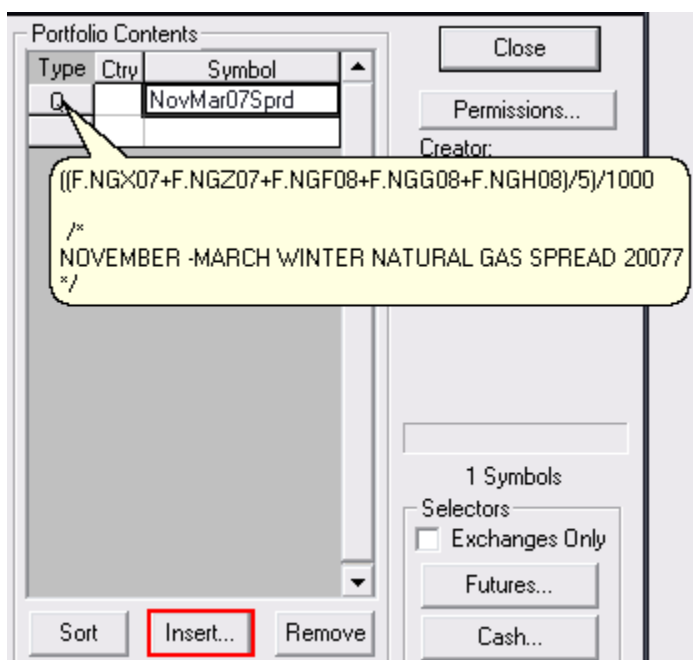 Portfolio Contents
Close
Type Ctry Symbol
Q NovMar07Sprd
Permissions...
Creator:
((F.NGX07+F.NGZ07+F.NGF08+F.NGG08+F.NGH08)/5)/1000
/*
NOVEMBER -MARCH WINTER NATURAL GAS SPREAD 20077
*/
1 Symbols
Selectors
Exchanges Only
Futures...
Sort Insert... Remove Cash...